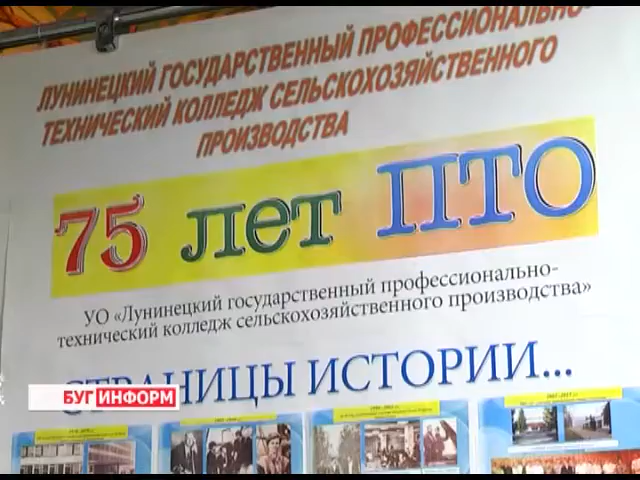 ЛУНИНЕЦКИЙ ГОСУДАРСТВЕННЫЙ ПРОФЕССИОНАЛЬНО-
ТЕХНИЧЕСКИЙ КОЛЛЕДЖ СЕЛЬСКОХОЗЯЙСТВЕННОГО
ПРОИЗВОДСТВА
75 лет ПТО
УО «Лунинецкий государственный профессионально-
технический колледж сельскохозяйственного производства»
СТРАНИЦЫ ИСТОРИИ...
БУГИНФОРМ